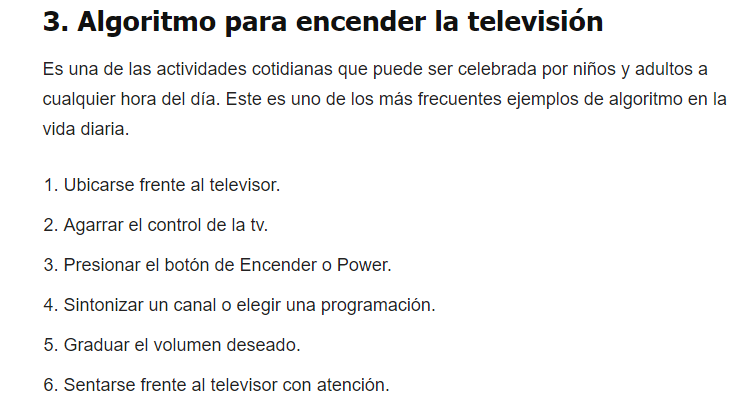 3. Algoritmo para encender la televisión
Es una de las actividades cotidianas que puede ser celebrada por niños y adultos a
cualquier hora del día. Este es uno de los más frecuentes ejemplos de algoritmo en la
vida diaria.
1. Ubicarse frente al televisor.
2. Agarrar el control de la tv.
3. Presionar el botón de Encender o Power.
4. Sintonizar un canal o elegir una programación.
5. Graduar el volumen deseado.
6. Sentarse frente al televisor con atención.